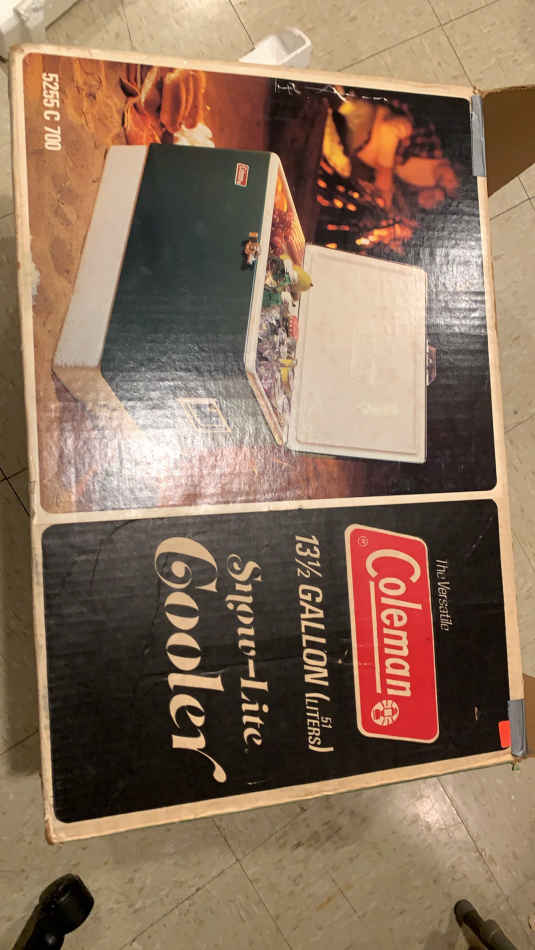 5255 C 700
The Versatile
Coleman
13½ GALLON (51 LITERS)
Snow-Lite
Cooler